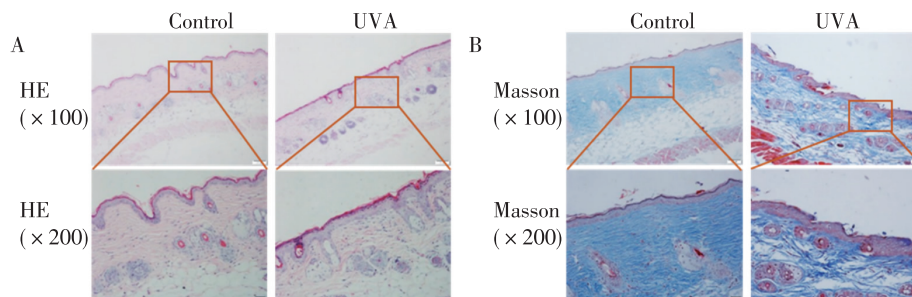 Control UVA Control UVA
A B
HE
(×100)
Masson
(×100)
HE
(×200)
Masson
(×200)